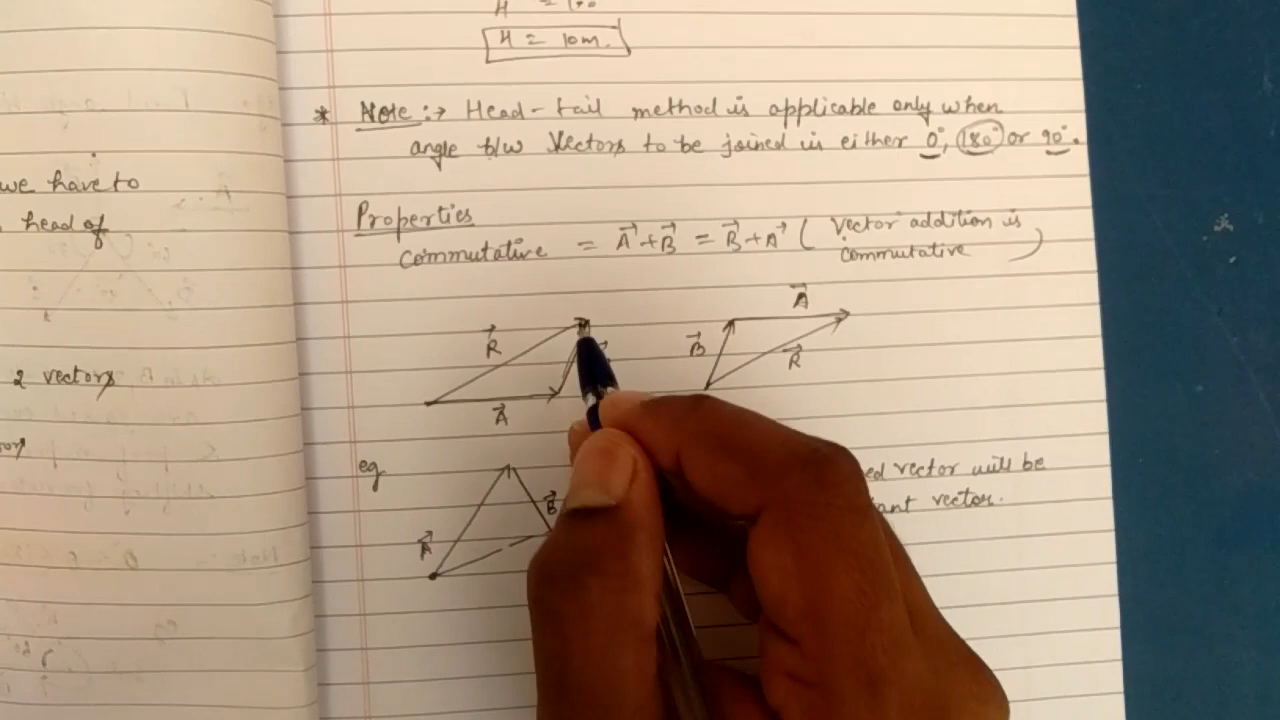 we have to
head of
2 vectors
H = 10m.
* Note :→ Head-tail method is applicable only when
angle b/w Vectors to be joined is either 0°, 180° or 90°.
Properties
commutative = A⃗ + B⃗ = B⃗ + A⃗ ( Vector addition is
commutative )
R⃗
A⃗
A⃗
B⃗
R⃗
eg
A⃗
B⃗
vector will be
vector.